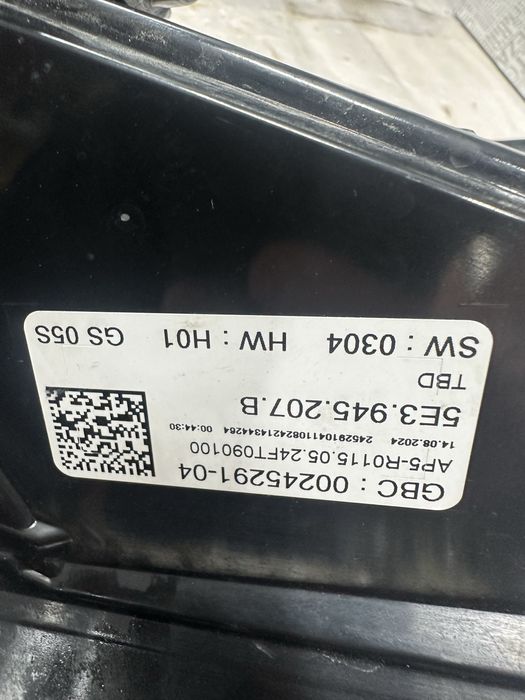 GBC : 00245291-04
AP5-R0115.05.24FT090100
14.08.2024 24529104110824214344264 00:44:30
5E3.945.207.B
TBD
SW : 0304 HW : H01 GS 05S